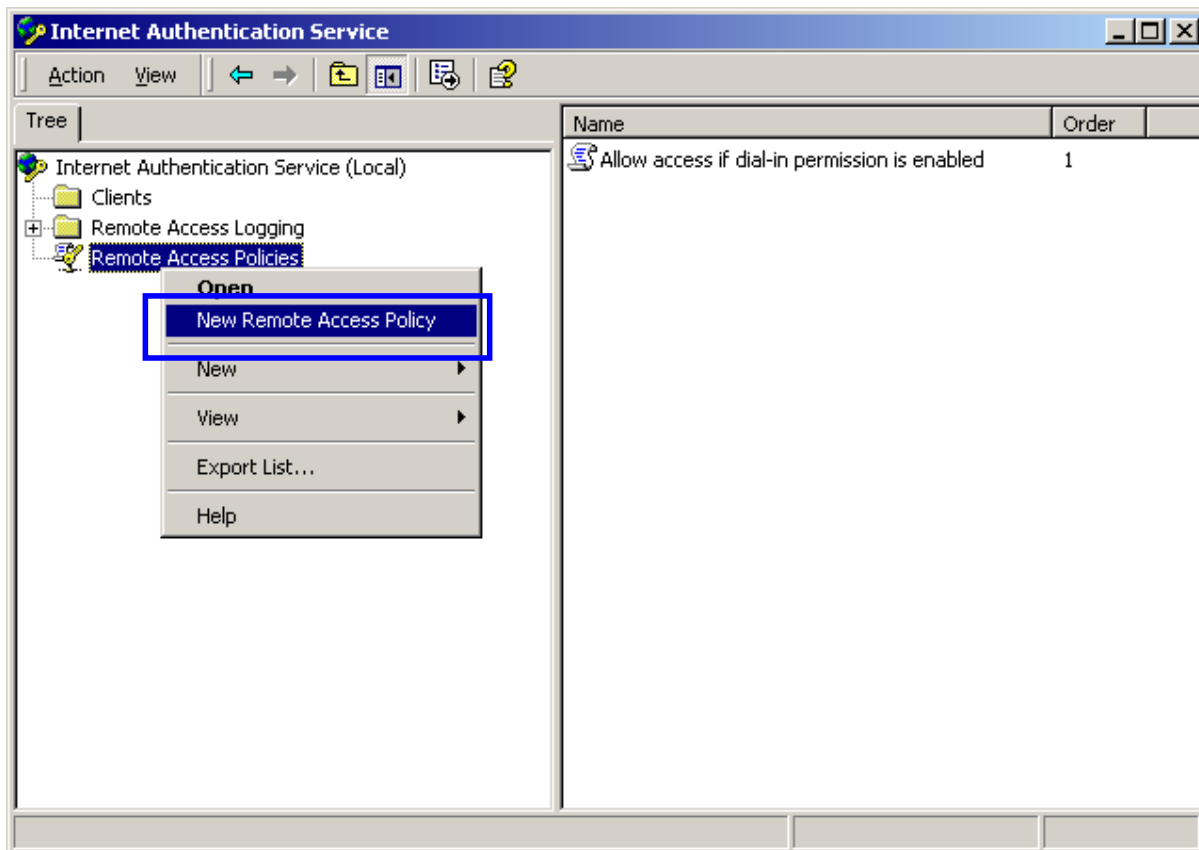 Internet Authentication Service
Action View
Tree
Name Order
Internet Authentication Service (Local)
Allow access if dial-in permission is enabled 1
Clients
Remote Access Logging
Remote Access Policies
Open
New Remote Access Policy
New
View
Export List...
Help